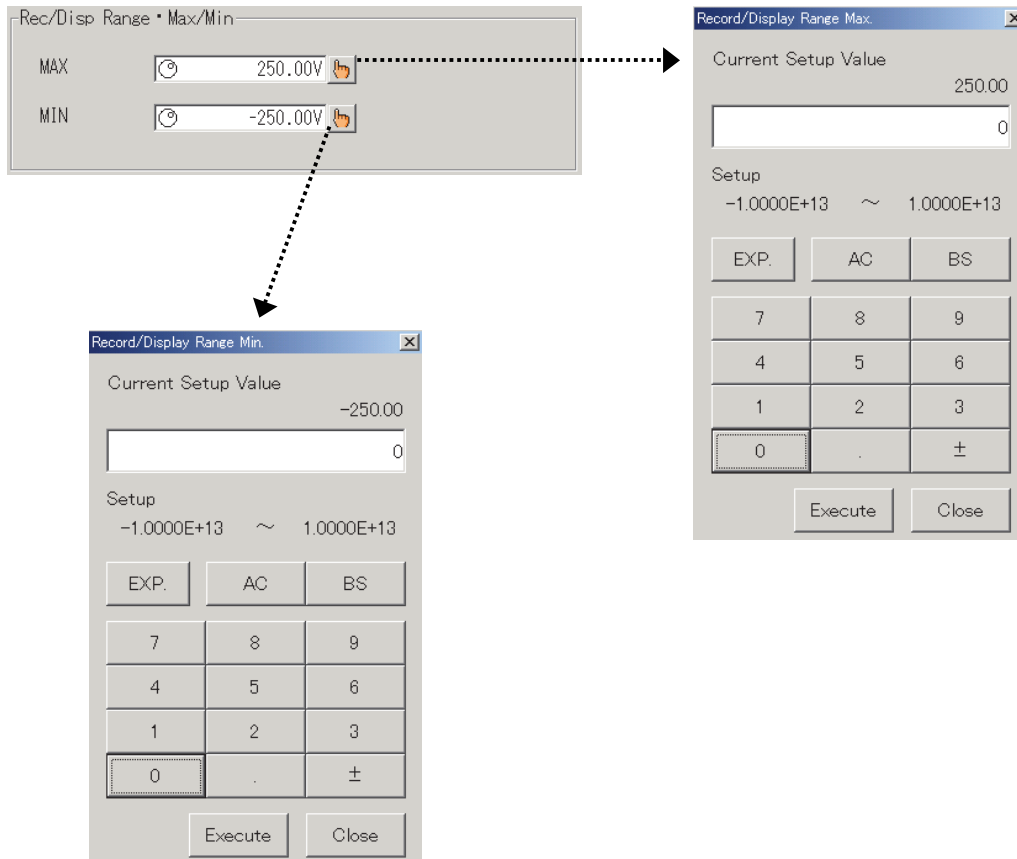 Rec/Disp Range・Max/Min
MAX 250.00V
MIN -250.00V
Record/Display Range Max.
Current Setup Value
250.00
0
Setup
-1.0000E+13 ～ 1.0000E+13
EXP. AC BS
7 8 9
4 5 6
1 2 3
0 . ±
Execute Close
Record/Display Range Min.
Current Setup Value
-250.00
0
Setup
-1.0000E+13 ～ 1.0000E+13
EXP. AC BS
7 8 9
4 5 6
1 2 3
0 . ±
Execute Close